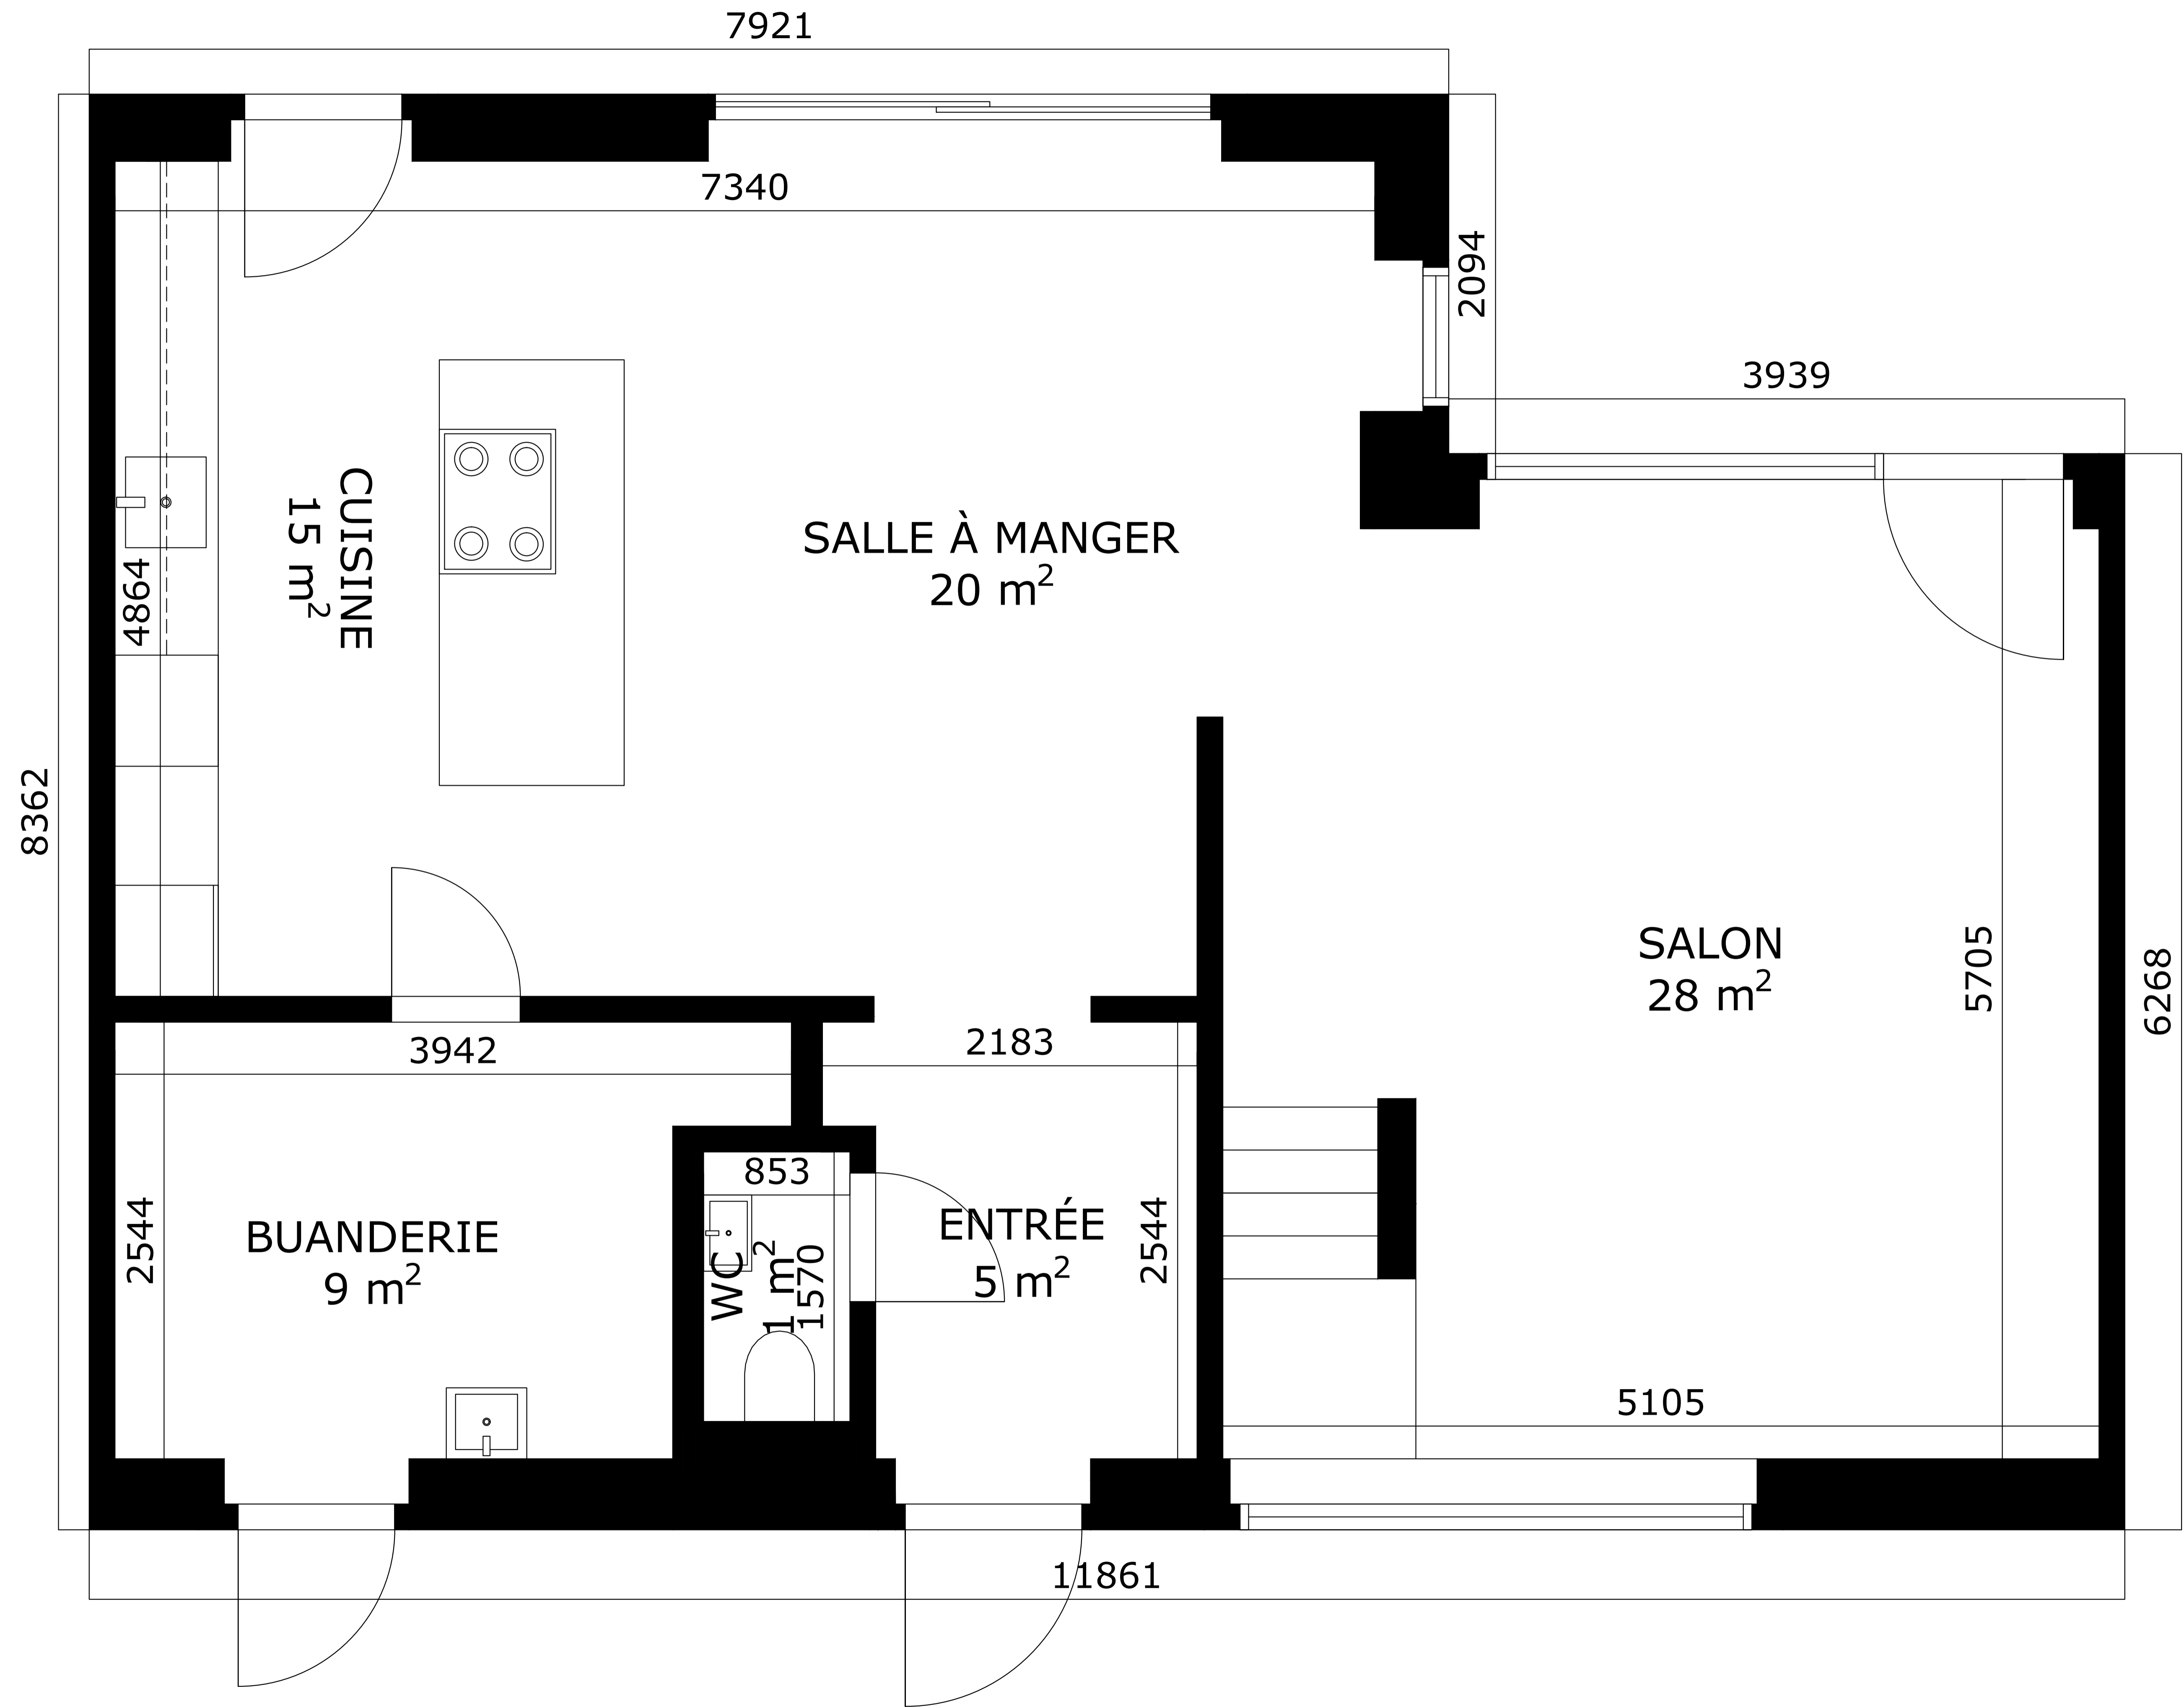 7921
7340
2094
3939
CUISINE
15 m²
SALLE À MANGER
20 m²
4864
8362
SALON
28 m²
5705
6268
3942
2183
853
BUANDERIE
9 m²
2544
WC
1 m²
1570
ENTRÉE
5 m²
2544
5105
11861